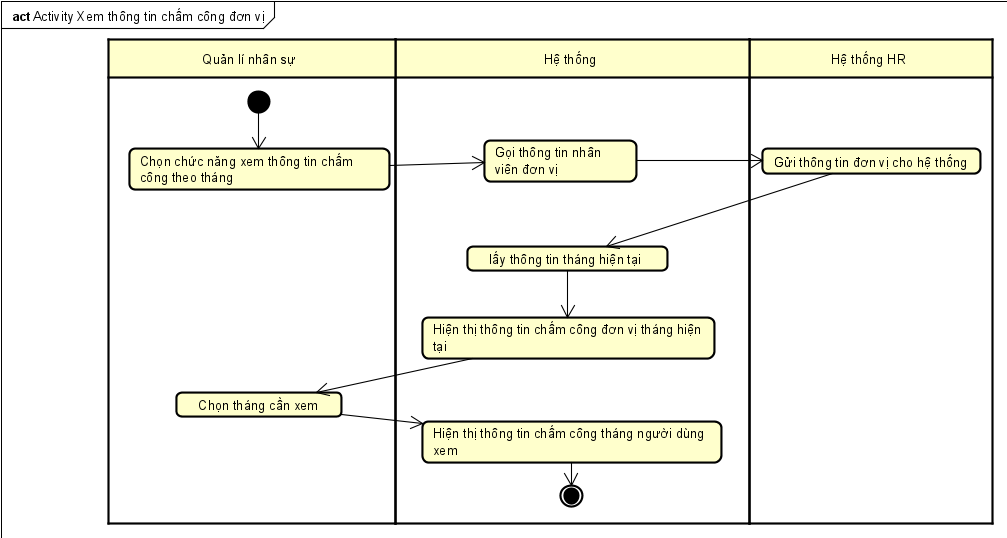 act Activity Xem thông tin chấm công đơn vị
Quản lí nhân sự
Hệ thống
Hệ thống HR
Chọn chức năng xem thông tin chấm
công theo tháng
Gọi thông tin nhân
viên đơn vị
Gửi thông tin đơn vị cho hệ thống
lấy thông tin tháng hiện tại
Hiện thị thông tin chấm công đơn vị tháng hiện
tại
Chọn tháng cần xem
Hiện thị thông tin chấm công tháng người dùng
xem